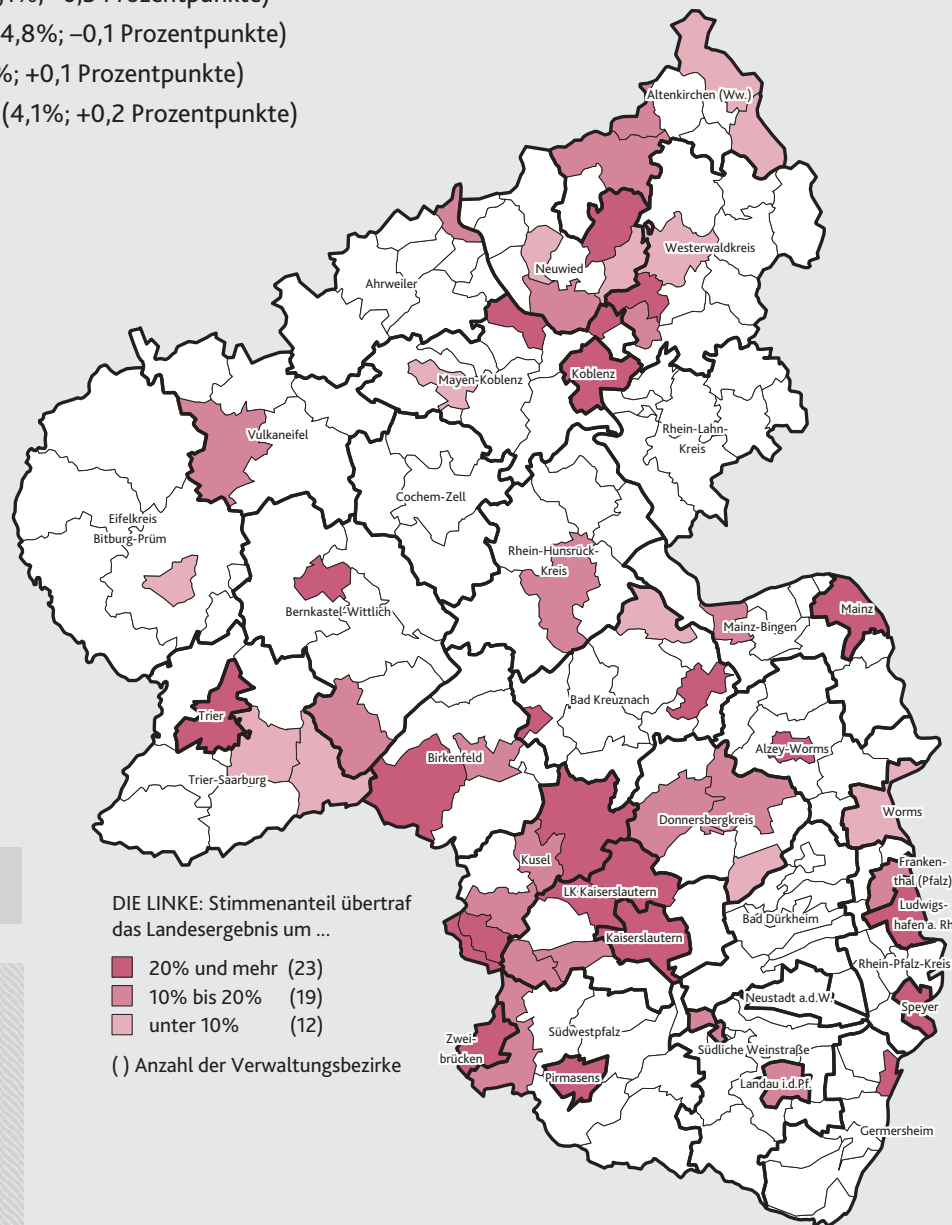 4,8%; –0,1 Prozentpunkte)
%; +0,1 Prozentpunkte)
(4,1%; +0,2 Prozentpunkte)
Altenkirchen (Ww.)
Westerwaldkreis
Neuwied
Ahrweiler
Koblenz
Mayen-Koblenz
Vulkaneifel
Rhein-Lahn-
Kreis
Cochem-Zell
Eifelkreis
Bitburg-Prüm
Rhein-Hunsrück-
Kreis
Bernkastel-Wittlich
Mainz
Mainz-Bingen
Bad Kreuznach
Trier
Alzey-Worms
Birkenfeld
Trier-Saarburg
Worms
Donnersbergkreis
Kusel
Franken-
thal (Pfalz)
LK Kaiserslautern
Ludwigs-
hafen a. Rh
Bad Dürkheim
Kaiserslautern
Rhein-Pfalz-Kreis
Neustadt a.d.W.
Speyer
Südwestpfalz
Zwei-
brücken
Südliche Weinstraße
Pirmasens
Landau i.d.Pf.
Germersheim
DIE LINKE: Stimmenanteil übertraf
das Landesergebnis um ...
20% und mehr (23)
10% bis 20% (19)
unter 10% (12)
( ) Anzahl der Verwaltungsbezirke